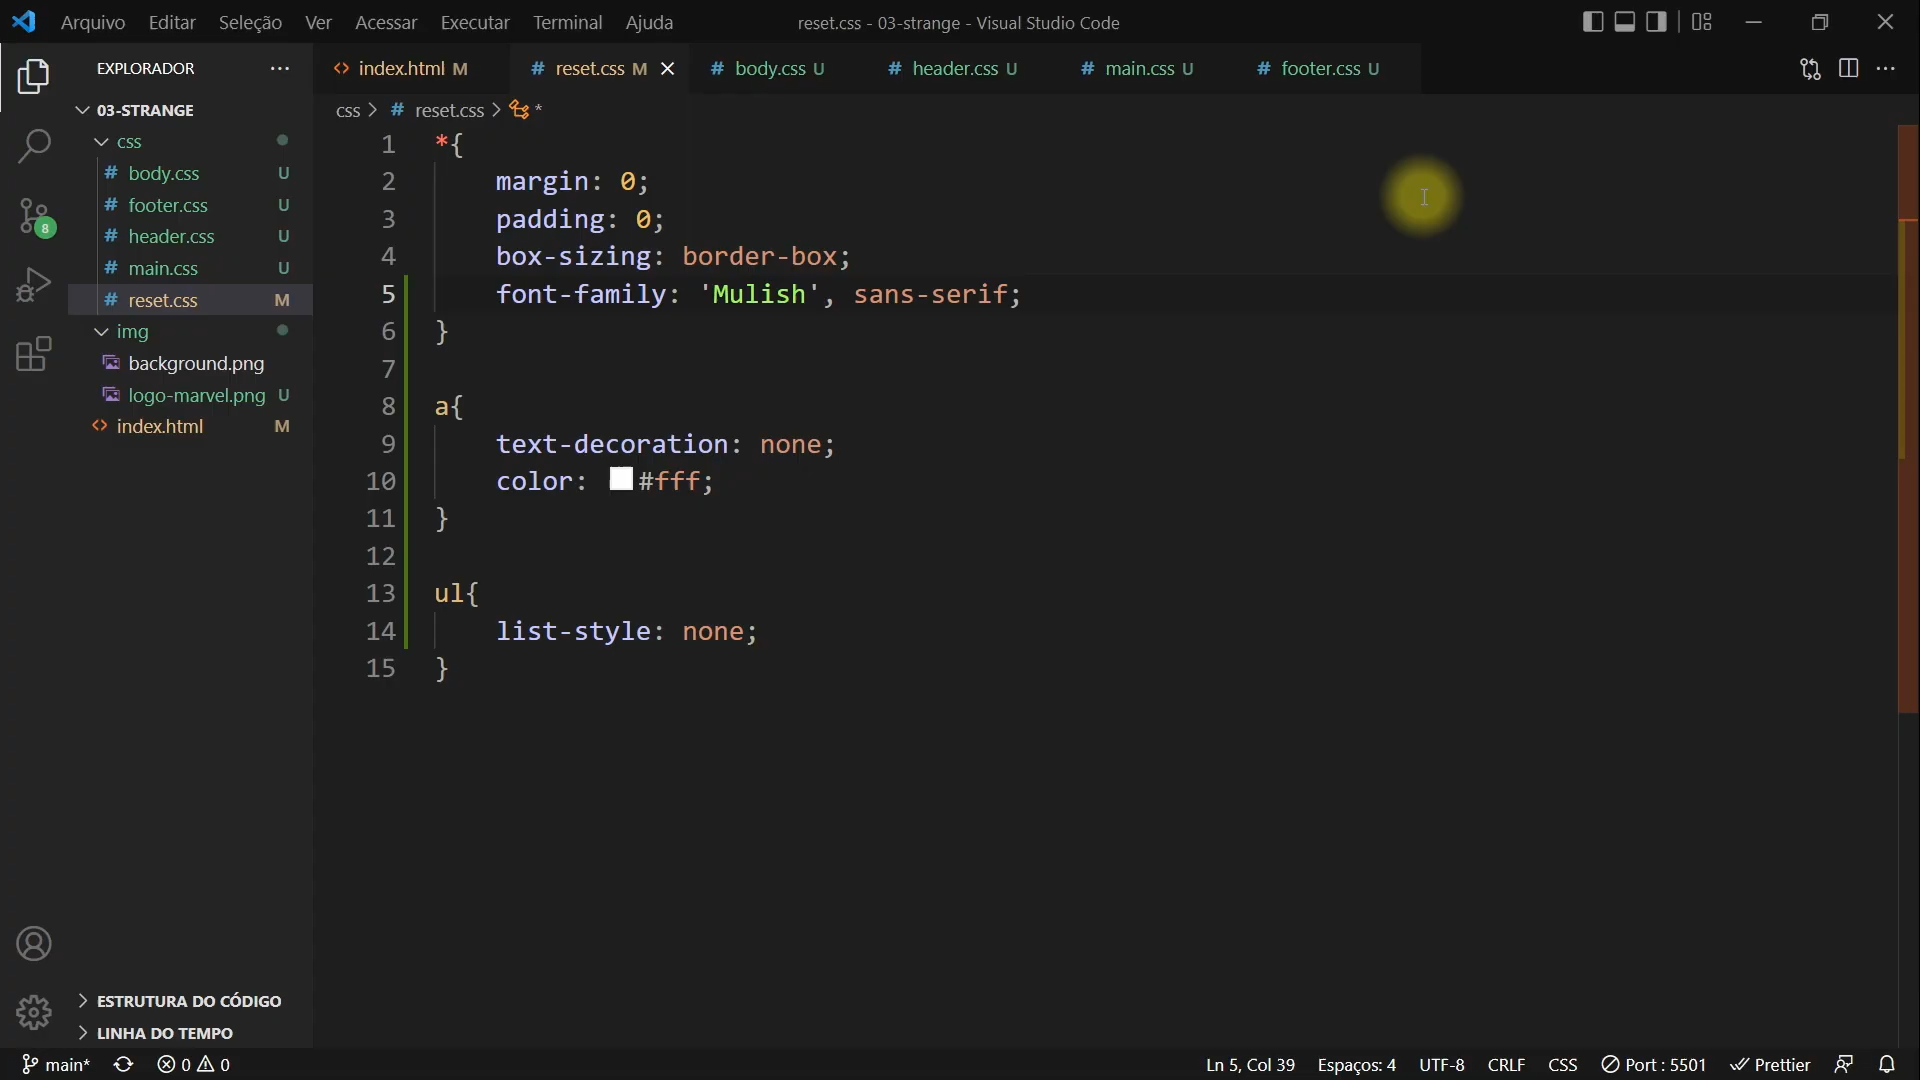 Arquivo Editar Seleção Ver Acessar Executar Terminal Ajuda reset.css - 03-strange - Visual Studio Code
EXPLORADOR ···
03-STRANGE
css
# body.css U
# footer.css U
# header.css U
# main.css U
# reset.css M
img
background.png
logo-marvel.png U
<> index.html M
ESTRUTURA DO CÓDIGO
LINHA DO TEMPO
8
<> index.html M # reset.css M # body.css U # header.css U # main.css U # footer.css U
css > # reset.css > *
1 *{
2 margin: 0;
3 padding: 0;
4 box-sizing: border-box;
5 font-family: 'Mulish', sans-serif;
6 }
7
8 a{
9 text-decoration: none;
10 color: #fff;
11 }
12
13 ul{
14 list-style: none;
15 }
main* 0 0 Ln 5, Col 39 Espaços: 4 UTF-8 CRLF CSS Port : 5501 Prettier